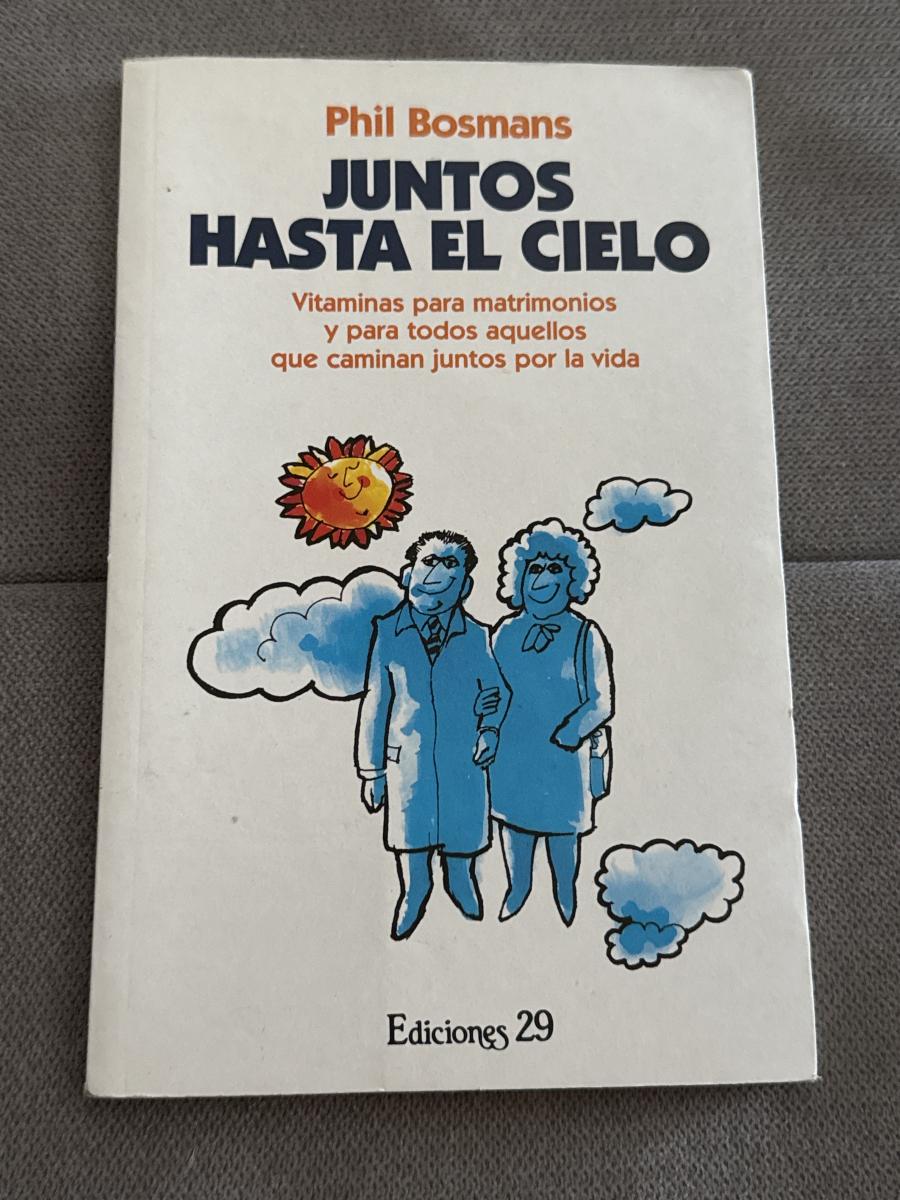 Phil Bosmans
JUNTOS
HASTA EL CIELO
Vitaminas para matrimonios
y para todos aquellos
que caminan juntos por la vida
Ediciones 29